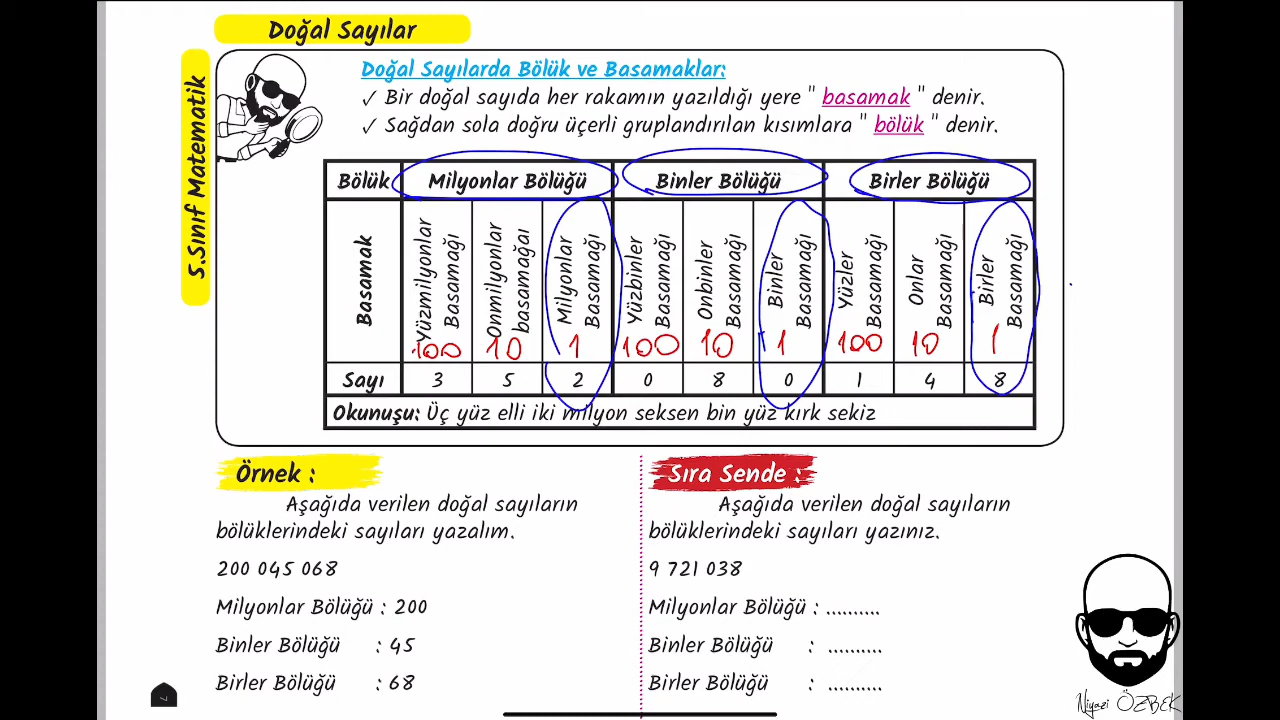 Doğal Sayılar
5.Sınıf Matematik
Doğal Sayılarda Bölük ve Basamaklar:
✓ Bir doğal sayıda her rakamın yazıldığı yere " basamak " denir.
✓ Sağdan sola doğru üçerli gruplandırılan kısımlara " bölük " denir.
Bölük Milyonlar Bölüğü Binler Bölüğü Birler Bölüğü
Basamak
Yüzmilyonlar Basamağı
Onmilyonlar basamağaı
Milyonlar Basamağı
Yüzbinler Basamağı
Onbinler Basamağı
Binler Basamağı
Yüzler Basamağı
Onlar Basamağı
Birler Basamağı
100 10 1 100 10 1 100 10 1
Sayı 3 5 2 0 8 0 1 4 8
Okunuşu: Üç yüz elli iki milyon seksen bin yüz kırk sekiz
Örnek :
Aşağıda verilen doğal sayıların
bölüklerindeki sayıları yazalım.
200 045 068
Milyonlar Bölüğü : 200
Binler Bölüğü : 45
Birler Bölüğü : 68
Sıra Sende :
Aşağıda verilen doğal sayıların
bölüklerindeki sayıları yazınız.
9 721 038
Milyonlar Bölüğü : ..........
Binler Bölüğü : ..........
Birler Bölüğü : ..........
7
Niyazi ÖZBEK